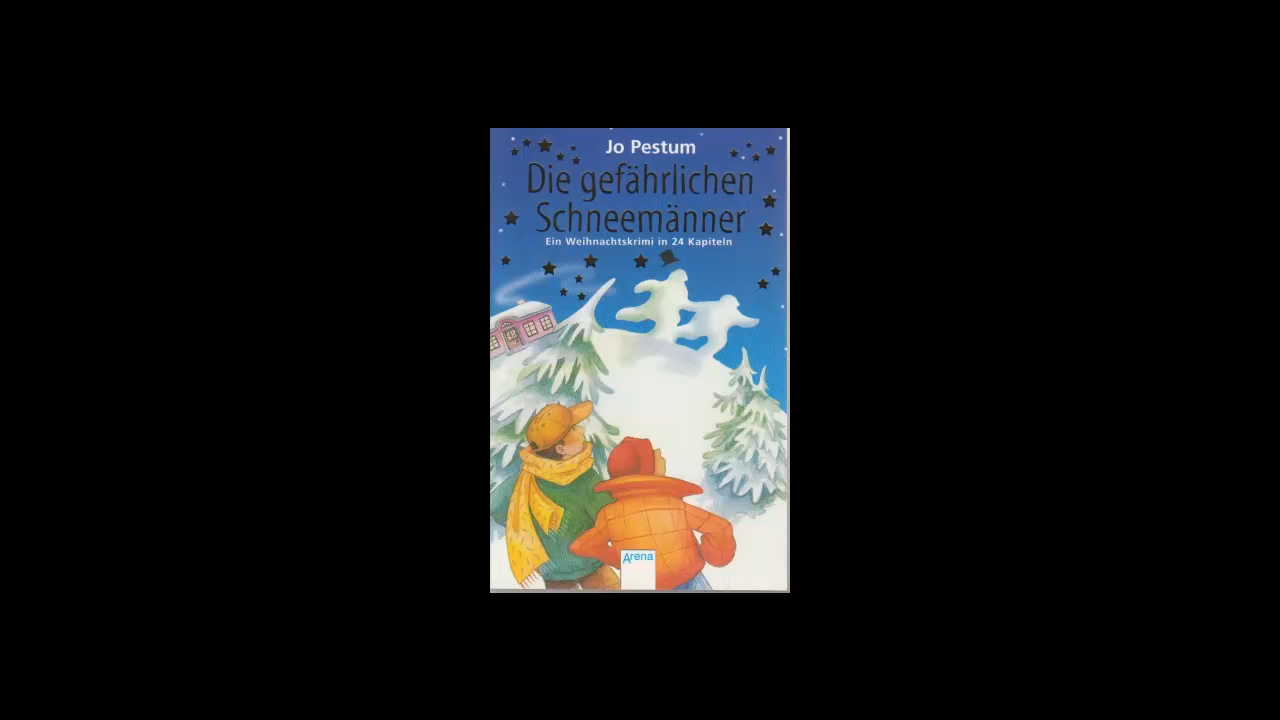 Jo Pestum
Die gefährlichen
Schneemänner
Ein Weihnachtskrimi in 24 Kapiteln
Arena